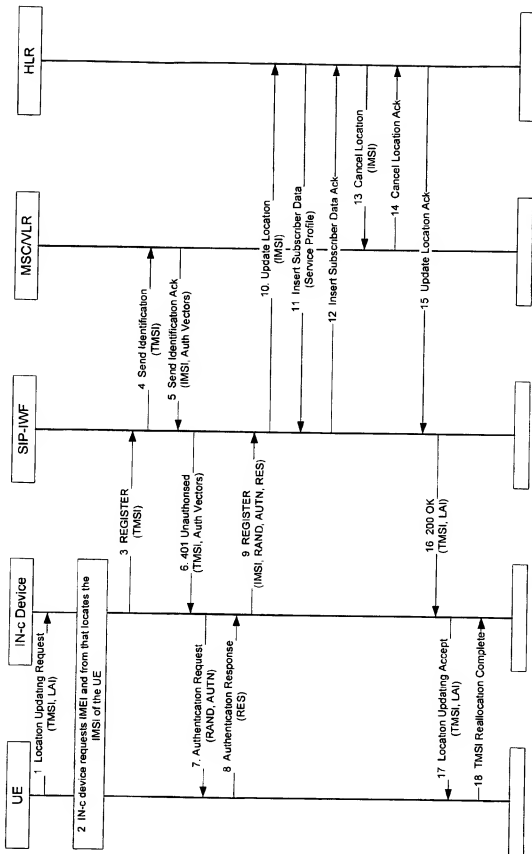 UE
IN-c Device
SIP-IWF
MSC/VLR
HLR
1 Location Updating Request
(TMSI, LAI)
2 IN-c device requests IMEI and from that locates the
IMSI of the UE
3 REGISTER
(TMSI)
4 Send Identification
(TMSI)
5 Send Identification Ack
(IMSI, Auth Vectors)
6. 401 Unauthorised
(TMSI, Auth Vectors)
7. Authentication Request
(RAND, AUTN)
8 Authentication Response
(RES)
9 REGISTER
(IMSI, RAND, AUTN, RES)
10. Update Location
(IMSI)
11 Insert Subscriber Data
(Service Profile)
12 Insert Subscriber Data Ack
13 Cancel Location
(IMSI)
14 Cancel Location Ack
15 Update Location Ack
16 200 OK
(TMSI, LAI)
17 Location Updating Accept
(TMSI, LAI)
18 TMSI Reallocation Complete